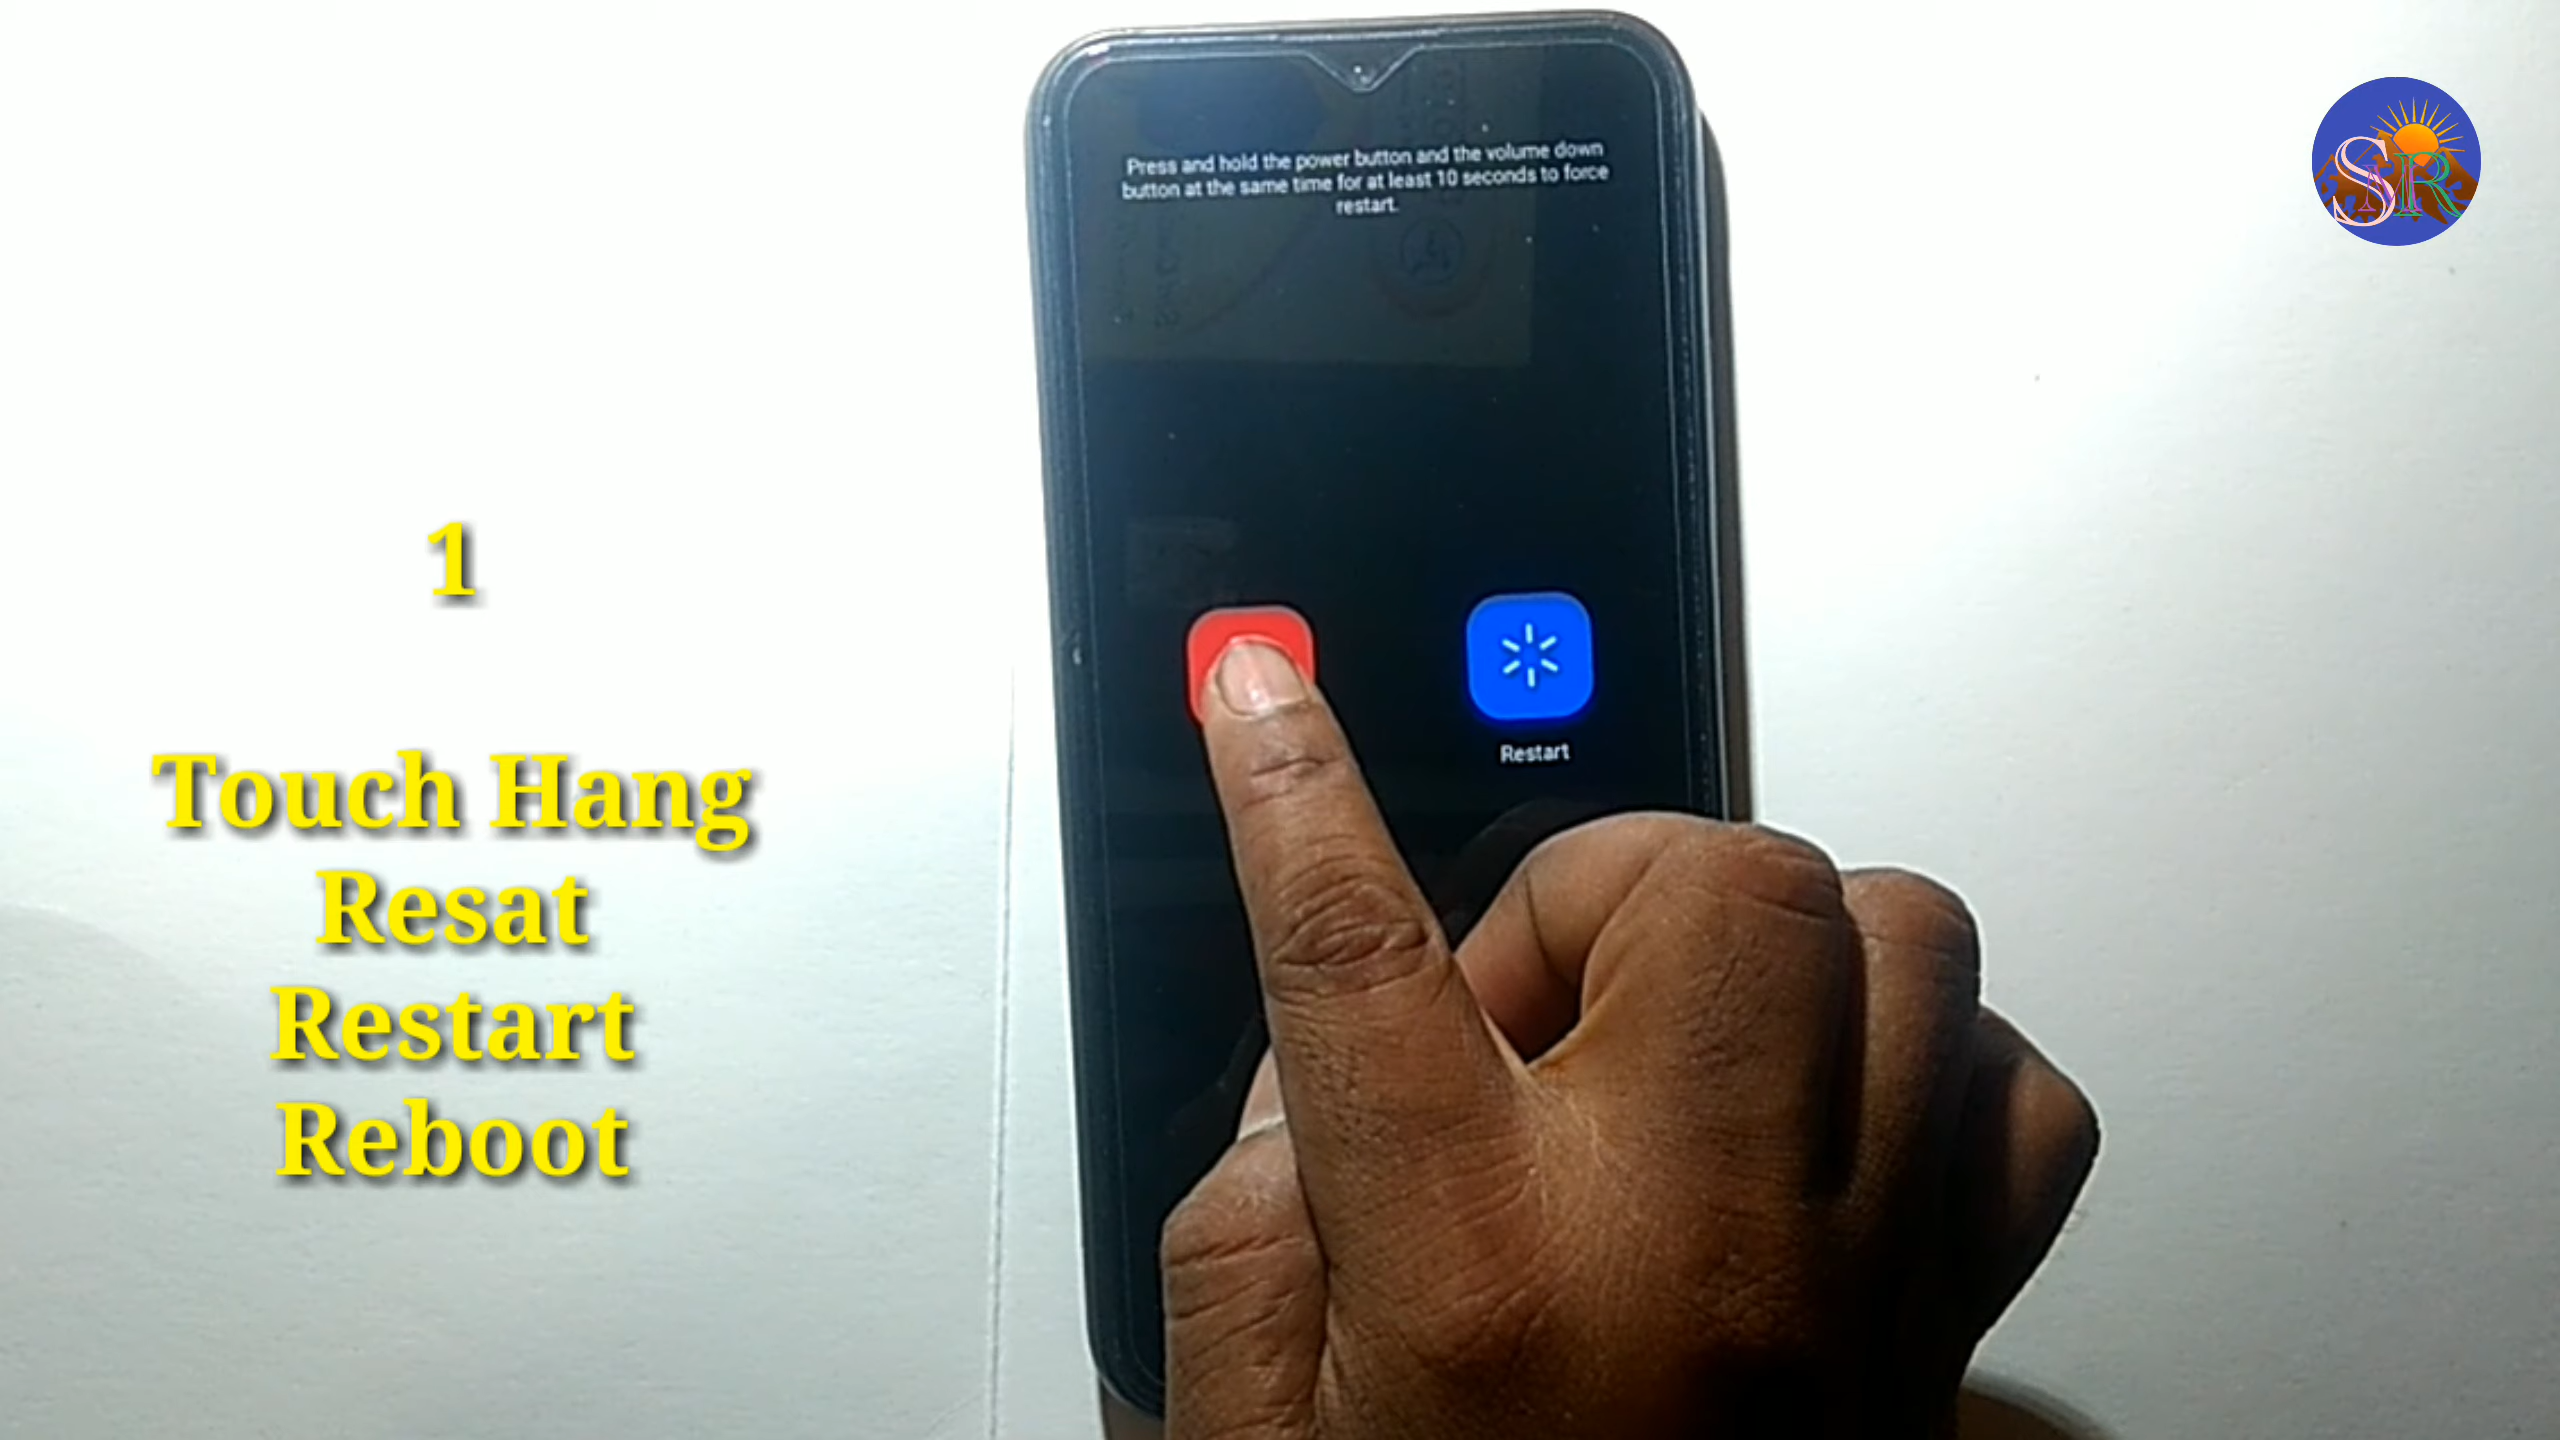 Press and hold the power button and the volume down
button at the same time for at least 10 seconds to force
restart.
SMR
1
Restart
Touch Hang
Resat
Restart
Reboot